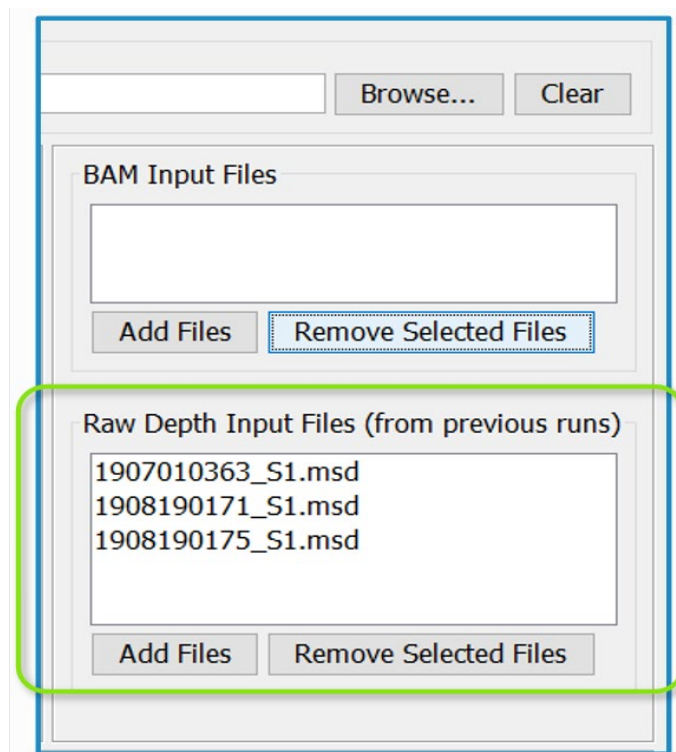 Browse... Clear
BAM Input Files
Add Files Remove Selected Files
Raw Depth Input Files (from previous runs)
1907010363_S1.msd
1908190171_S1.msd
1908190175_S1.msd
Add Files Remove Selected Files